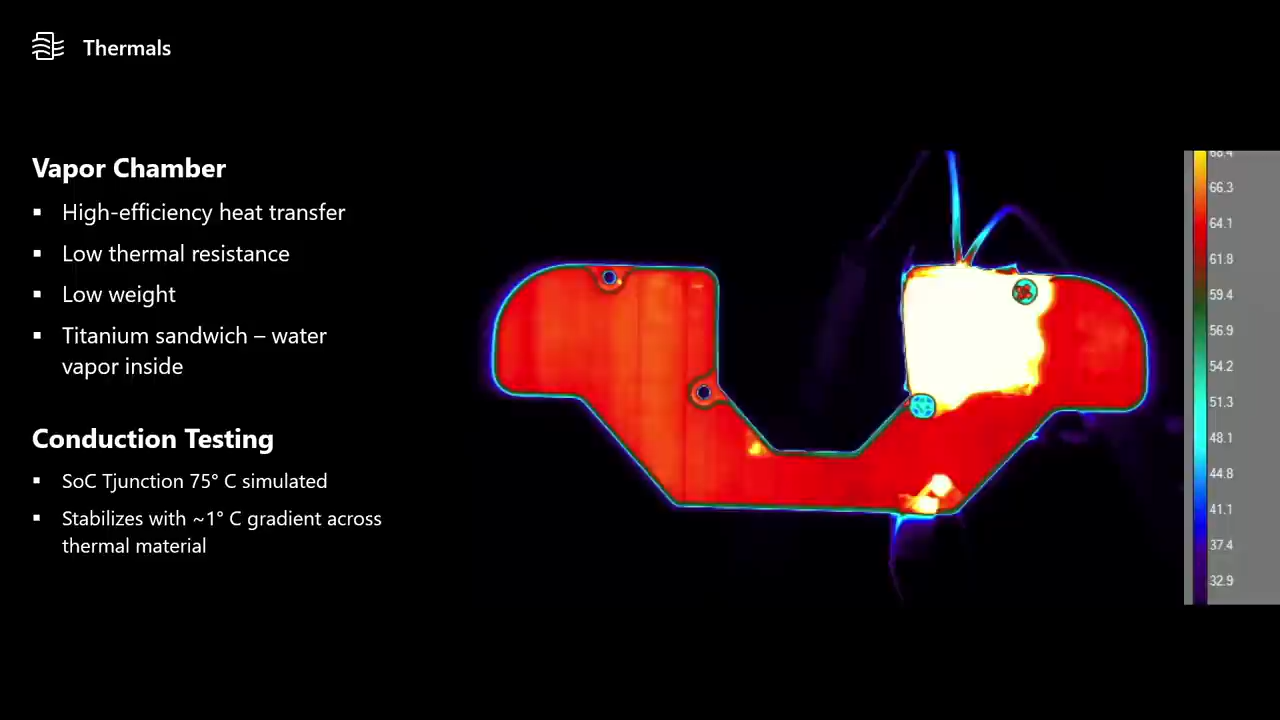 Thermals
Vapor Chamber
▪ High-efficiency heat transfer
▪ Low thermal resistance
▪ Low weight
▪ Titanium sandwich – water
vapor inside
Conduction Testing
▪ SoC Tjunction 75° C simulated
▪ Stabilizes with ~1° C gradient across
thermal material
68.4
66.3
64.1
61.8
59.4
56.9
54.2
51.3
48.1
44.8
41.1
37.4
32.9